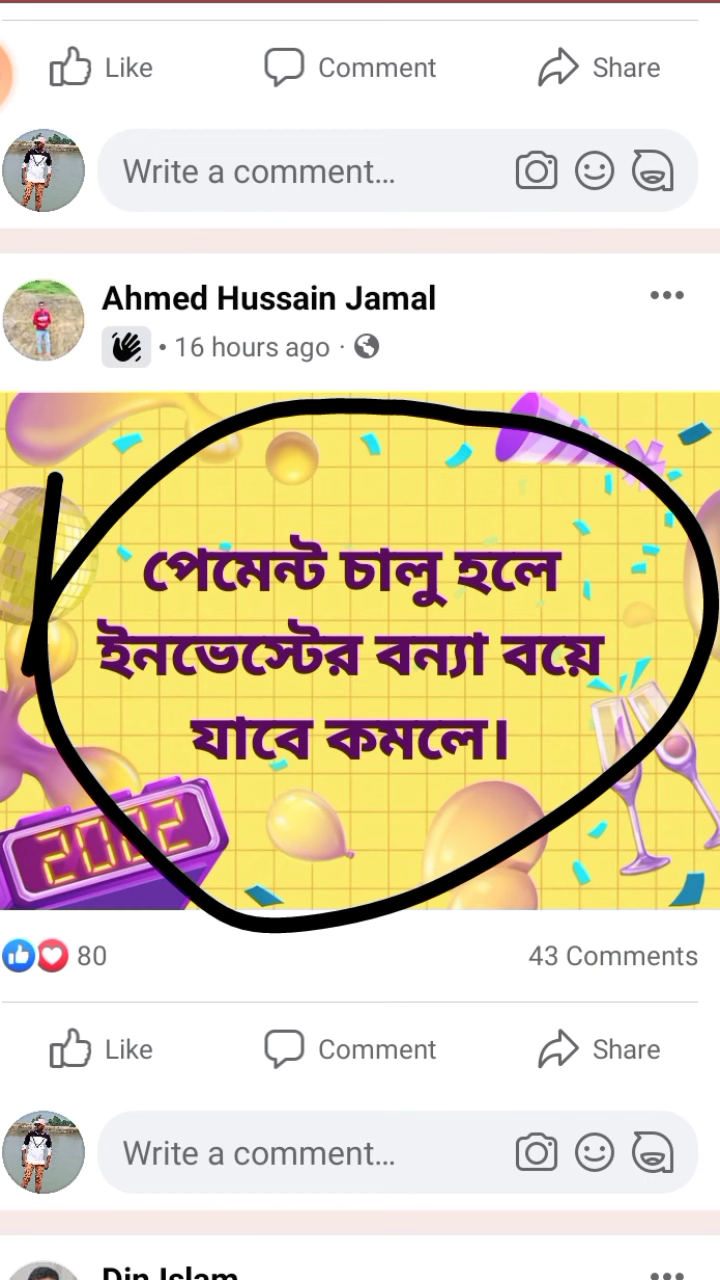 Like Comment Share
Write a comment...
Ahmed Hussain Jamal
• 16 hours ago ·
পেমেন্ট চালু হলে
ইনভেস্টের বন্যা বয়ে
যাবে কমলে।
2022
80 43 Comments
Like Comment Share
Write a comment...
Din Islam